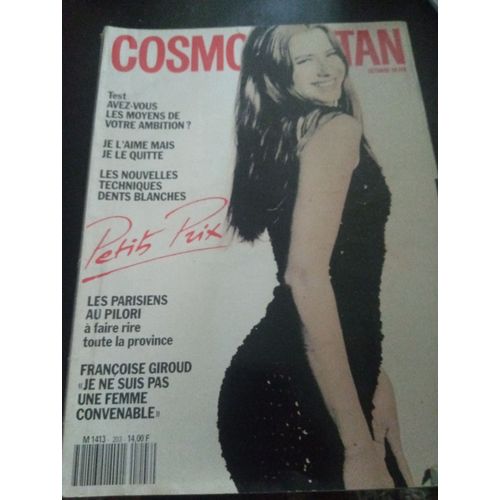 COSMO TAN
OCTOBRE
Test
AVEZ-VOUS
LES MOYENS DE
VOTRE AMBITION ?
JE L'AIME MAIS
JE LE QUITTE
LES NOUVELLES
TECHNIQUES
DENTS BLANCHES
Petits Prix
LES PARISIENS
AU PILORI
à faire rire
toute la province
FRANÇOISE GIROUD
«JE NE SUIS PAS
UNE FEMME
CONVENABLE»
M 1413 - 203 - 14,00 F